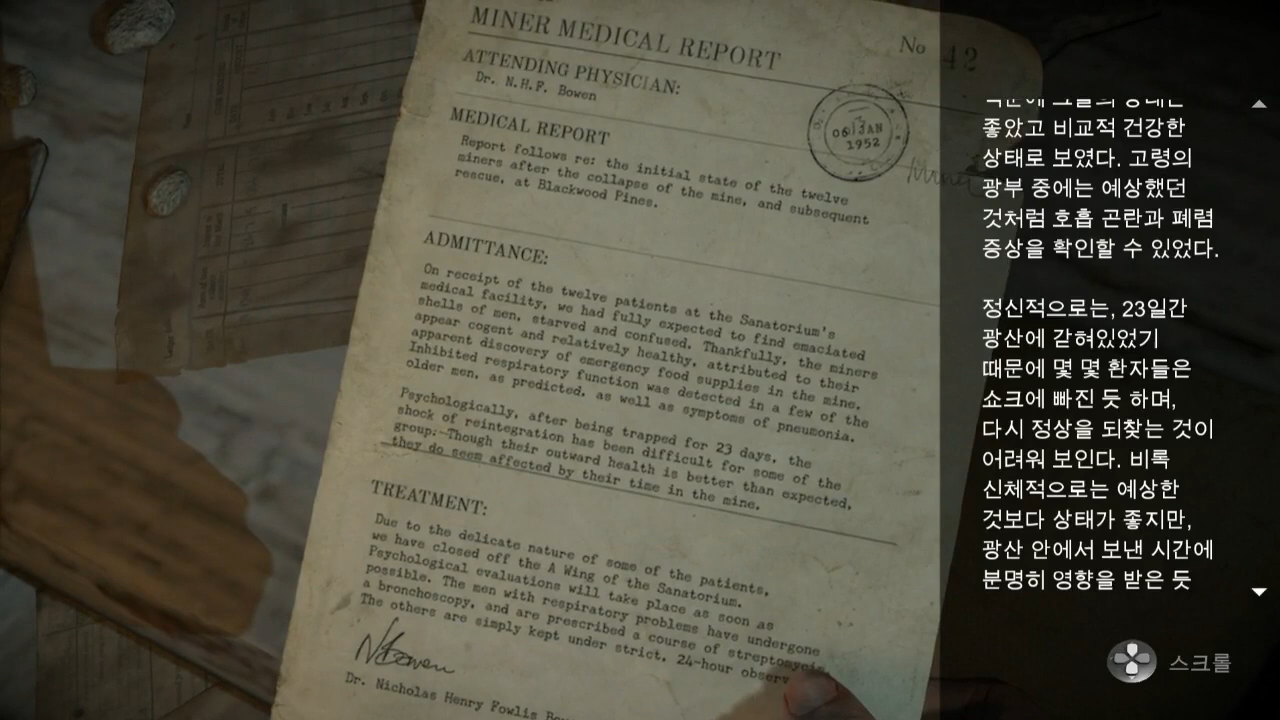 MINER MEDICAL REPORT
No 42
ATTENDING PHYSICIAN:
Dr. N.H.F. Bowen
MEDICAL REPORT
Report follows re: the initial state of the twelve
miners after the collapse of the mine, and subsequent
rescue, at Blackwood Pines.
JAN
1952
ADMITTANCE:
On receipt of the twelve patients at the Sanatorium's
medical facility, we had fully expected to find emaciated
shells of men, starved and confused. Thankfully, the miners
appear cogent and relatively healthy, attributed to their
apparent discovery of emergency food supplies in the mine.
Inhibited respiratory function was detected in a few of the
older men, as predicted, as well as symptoms of pneumonia.
Psychologically, after being trapped for 23 days, the
shock of reintegration has been difficult for some of the
group. Though their outward health is better than expected,
they do seem affected by their time in the mine.
TREATMENT:
Due to the delicate nature of some of the patients,
we have closed off the A Wing of the Sanatorium.
Psychological evaluations will take place as soon as
possible. The men with respiratory problems have undergone
a bronchoscopy, and are prescribed a course of streptomycin.
The others are simply kept under strict, 24-hour observ
NBowen
Dr. Nicholas Henry Fowlis Bow
좋았고 비교적 건강한
상태로 보였다. 고령의
광부 중에는 예상했던
것처럼 호흡 곤란과 폐렴
증상을 확인할 수 있었다.
정신적으로는, 23일간
광산에 갇혀있었기
때문에 몇 몇 환자들은
쇼크에 빠진 듯 하며,
다시 정상을 되찾는 것이
어려워 보인다. 비록
신체적으로는 예상한
것보다 상태가 좋지만,
광산 안에서 보낸 시간에
분명히 영향을 받은 듯
스크롤